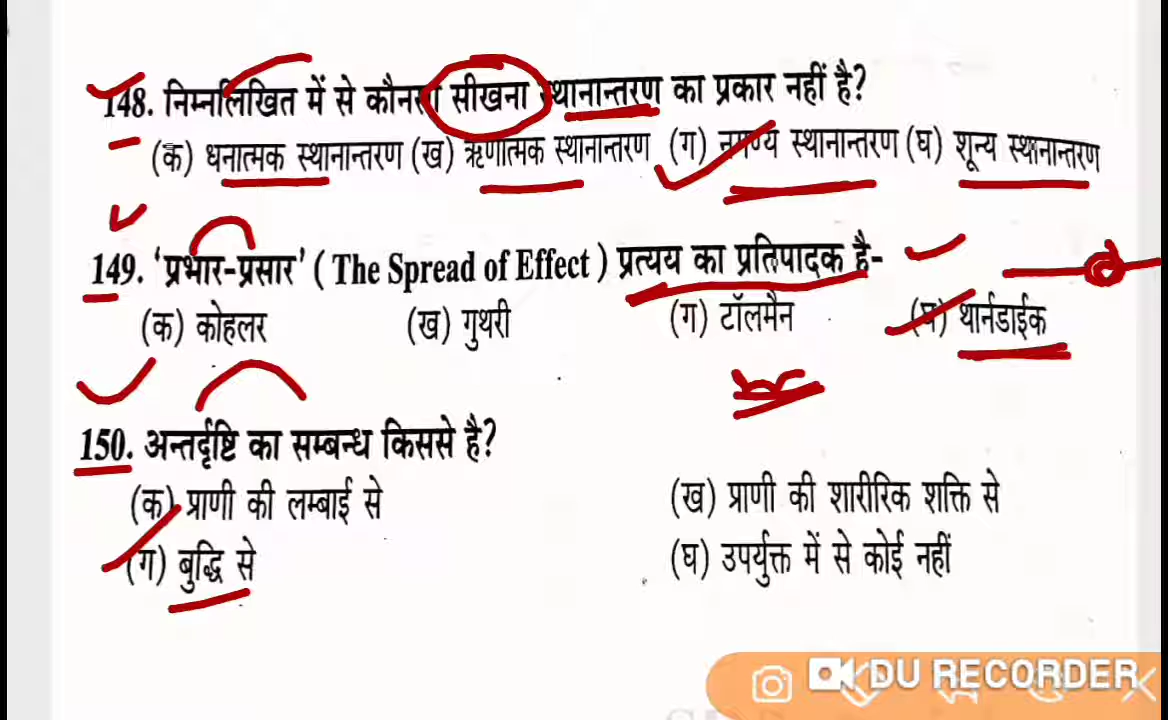 148. निम्नलिखित में से कौनसा सीखना स्थानान्तरण का प्रकार नहीं है?
(क) धनात्मक स्थानान्तरण (ख) ऋणात्मक स्थानान्तरण (ग) नगण्य स्थानान्तरण (घ) शून्य स्थानान्तरण
149. 'प्रभार-प्रसार' ( The Spread of Effect ) प्रत्यय का प्रतिपादक है-
(क) कोहलर (ख) गुथरी (ग) टॉलमैन (घ) थार्नडाईक
150. अन्तर्दृष्टि का सम्बन्ध किससे है?
(क) प्राणी की लम्बाई से (ख) प्राणी की शारीरिक शक्ति से
(ग) बुद्धि से (घ) उपर्युक्त में से कोई नहीं
DU RECORDER